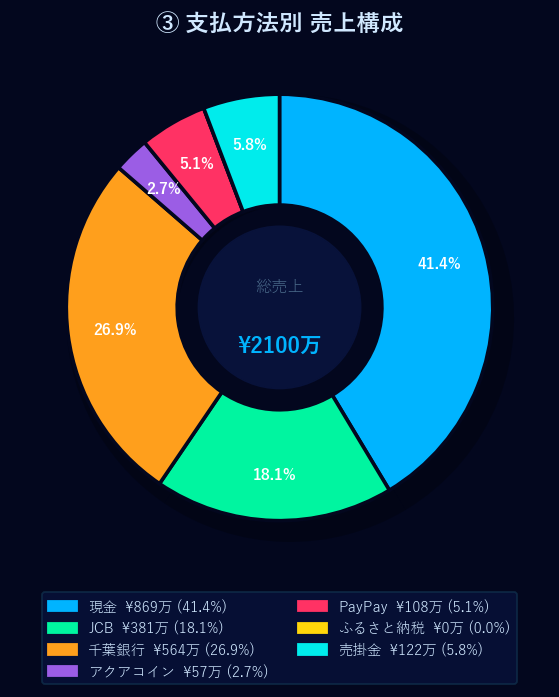 ③ 支払方法別 売上構成
5.8%
5.1%
2.7%
41.4%
26.9%
18.1%
総売上
¥2100万
現金 ¥869万 (41.4%)
JCB ¥381万 (18.1%)
千葉銀行 ¥564万 (26.9%)
アクアコイン ¥57万 (2.7%)
PayPay ¥108万 (5.1%)
ふるさと納税 ¥0万 (0.0%)
売掛金 ¥122万 (5.8%)